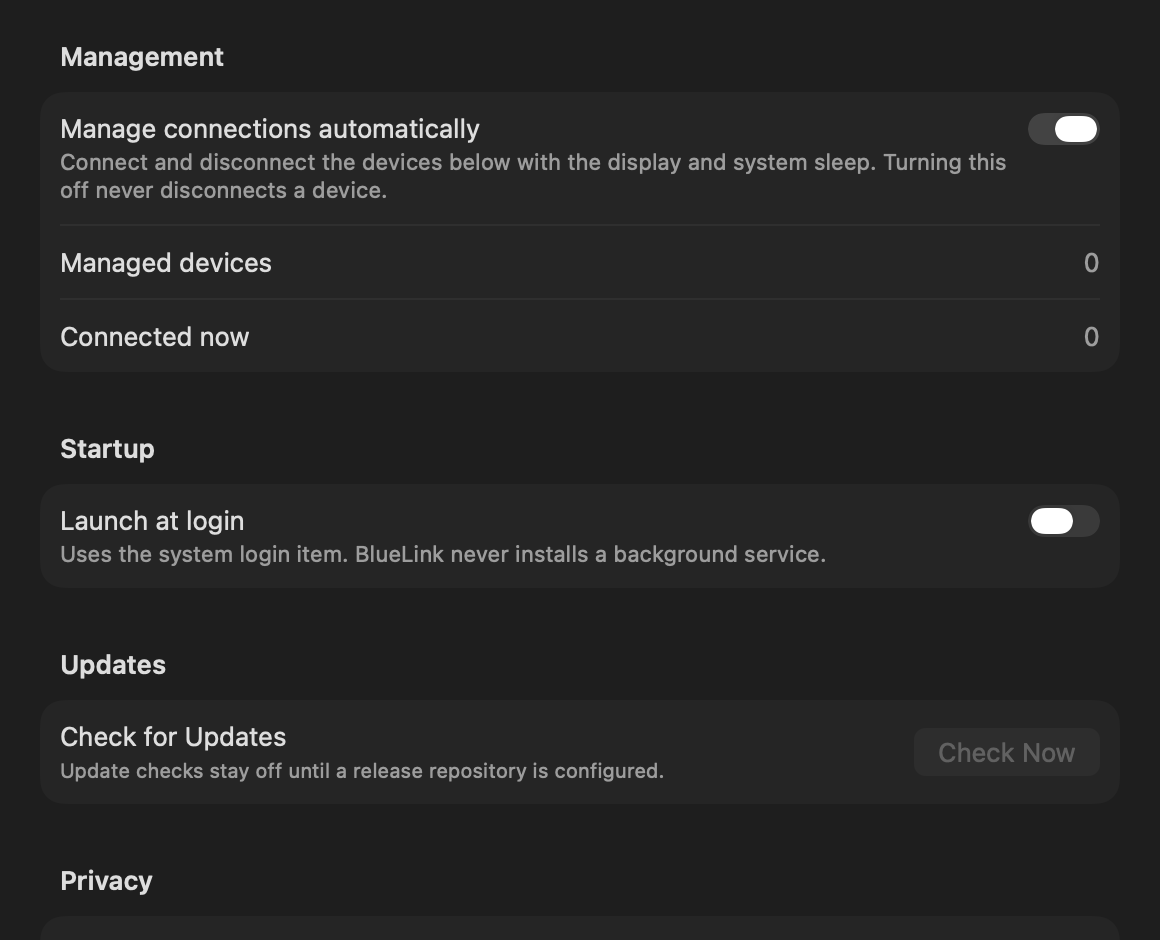 Management
Manage connections automatically
Connect and disconnect the devices below with the display and system sleep. Turning this
off never disconnects a device.
Managed devices 0
Connected now 0
Startup
Launch at login
Uses the system login item. BlueLink never installs a background service.
Updates
Check for Updates
Check Now
Update checks stay off until a release repository is configured.
Privacy